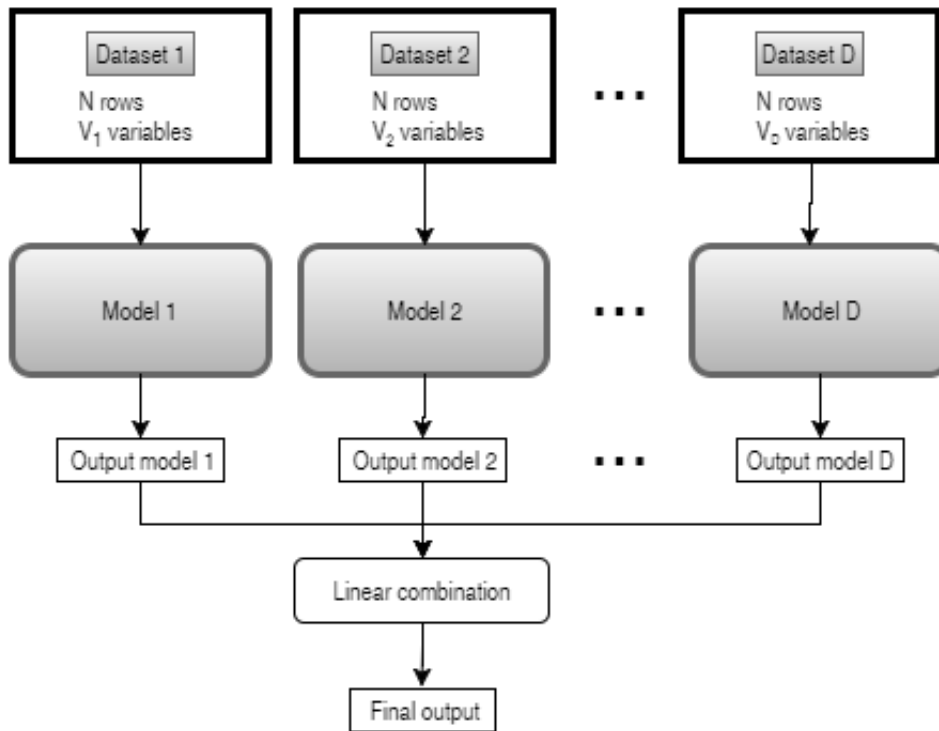 Dataset 1
N rows
V₁ variables
Dataset 2
N rows
V₂ variables
...
Dataset D
N rows
V_D variables
Model 1
Model 2
...
Model D
Output model 1
Output model 2
...
Output model D
Linear combination
Final output